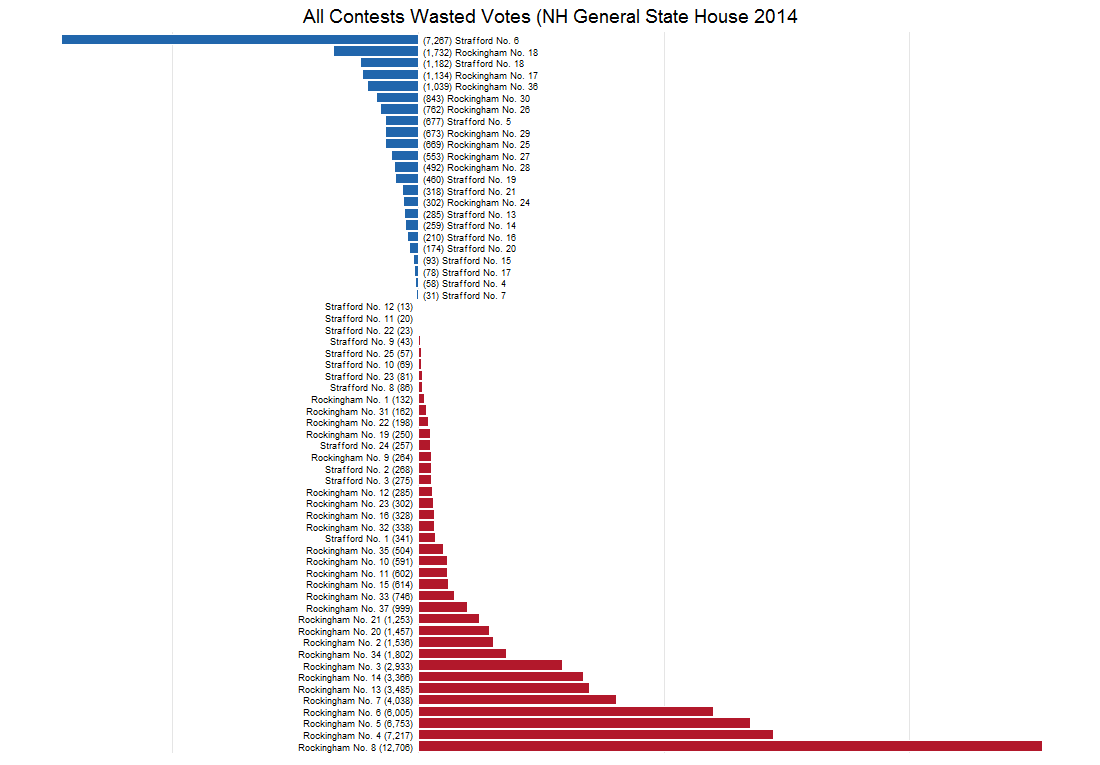 All Contests Wasted Votes (NH General State House 2014
(7,267) Strafford No. 6
(1,732) Rockingham No. 18
(1,182) Strafford No. 18
(1,134) Rockingham No. 17
(1,039) Rockingham No. 36
(843) Rockingham No. 30
(762) Rockingham No. 26
(677) Strafford No. 5
(673) Rockingham No. 29
(669) Rockingham No. 25
(553) Rockingham No. 27
(492) Rockingham No. 28
(460) Strafford No. 19
(318) Strafford No. 21
(302) Rockingham No. 24
(285) Strafford No. 13
(259) Strafford No. 14
(210) Strafford No. 16
(174) Strafford No. 20
(93) Strafford No. 15
(78) Strafford No. 17
(58) Strafford No. 4
(31) Strafford No. 7
Strafford No. 12 (13)
Strafford No. 11 (20)
Strafford No. 22 (23)
Strafford No. 9 (43)
Strafford No. 25 (57)
Strafford No. 10 (69)
Strafford No. 23 (81)
Strafford No. 8 (86)
Rockingham No. 1 (132)
Rockingham No. 31 (162)
Rockingham No. 22 (198)
Rockingham No. 19 (250)
Strafford No. 24 (257)
Rockingham No. 9 (264)
Strafford No. 2 (268)
Strafford No. 3 (275)
Rockingham No. 12 (285)
Rockingham No. 23 (302)
Rockingham No. 16 (328)
Rockingham No. 32 (338)
Strafford No. 1 (341)
Rockingham No. 35 (504)
Rockingham No. 10 (591)
Rockingham No. 11 (602)
Rockingham No. 15 (614)
Rockingham No. 33 (746)
Rockingham No. 37 (999)
Rockingham No. 21 (1,253)
Rockingham No. 20 (1,457)
Rockingham No. 2 (1,536)
Rockingham No. 34 (1,802)
Rockingham No. 3 (2,933)
Rockingham No. 14 (3,366)
Rockingham No. 13 (3,485)
Rockingham No. 7 (4,038)
Rockingham No. 6 (6,005)
Rockingham No. 5 (6,753)
Rockingham No. 4 (7,217)
Rockingham No. 8 (12,706)